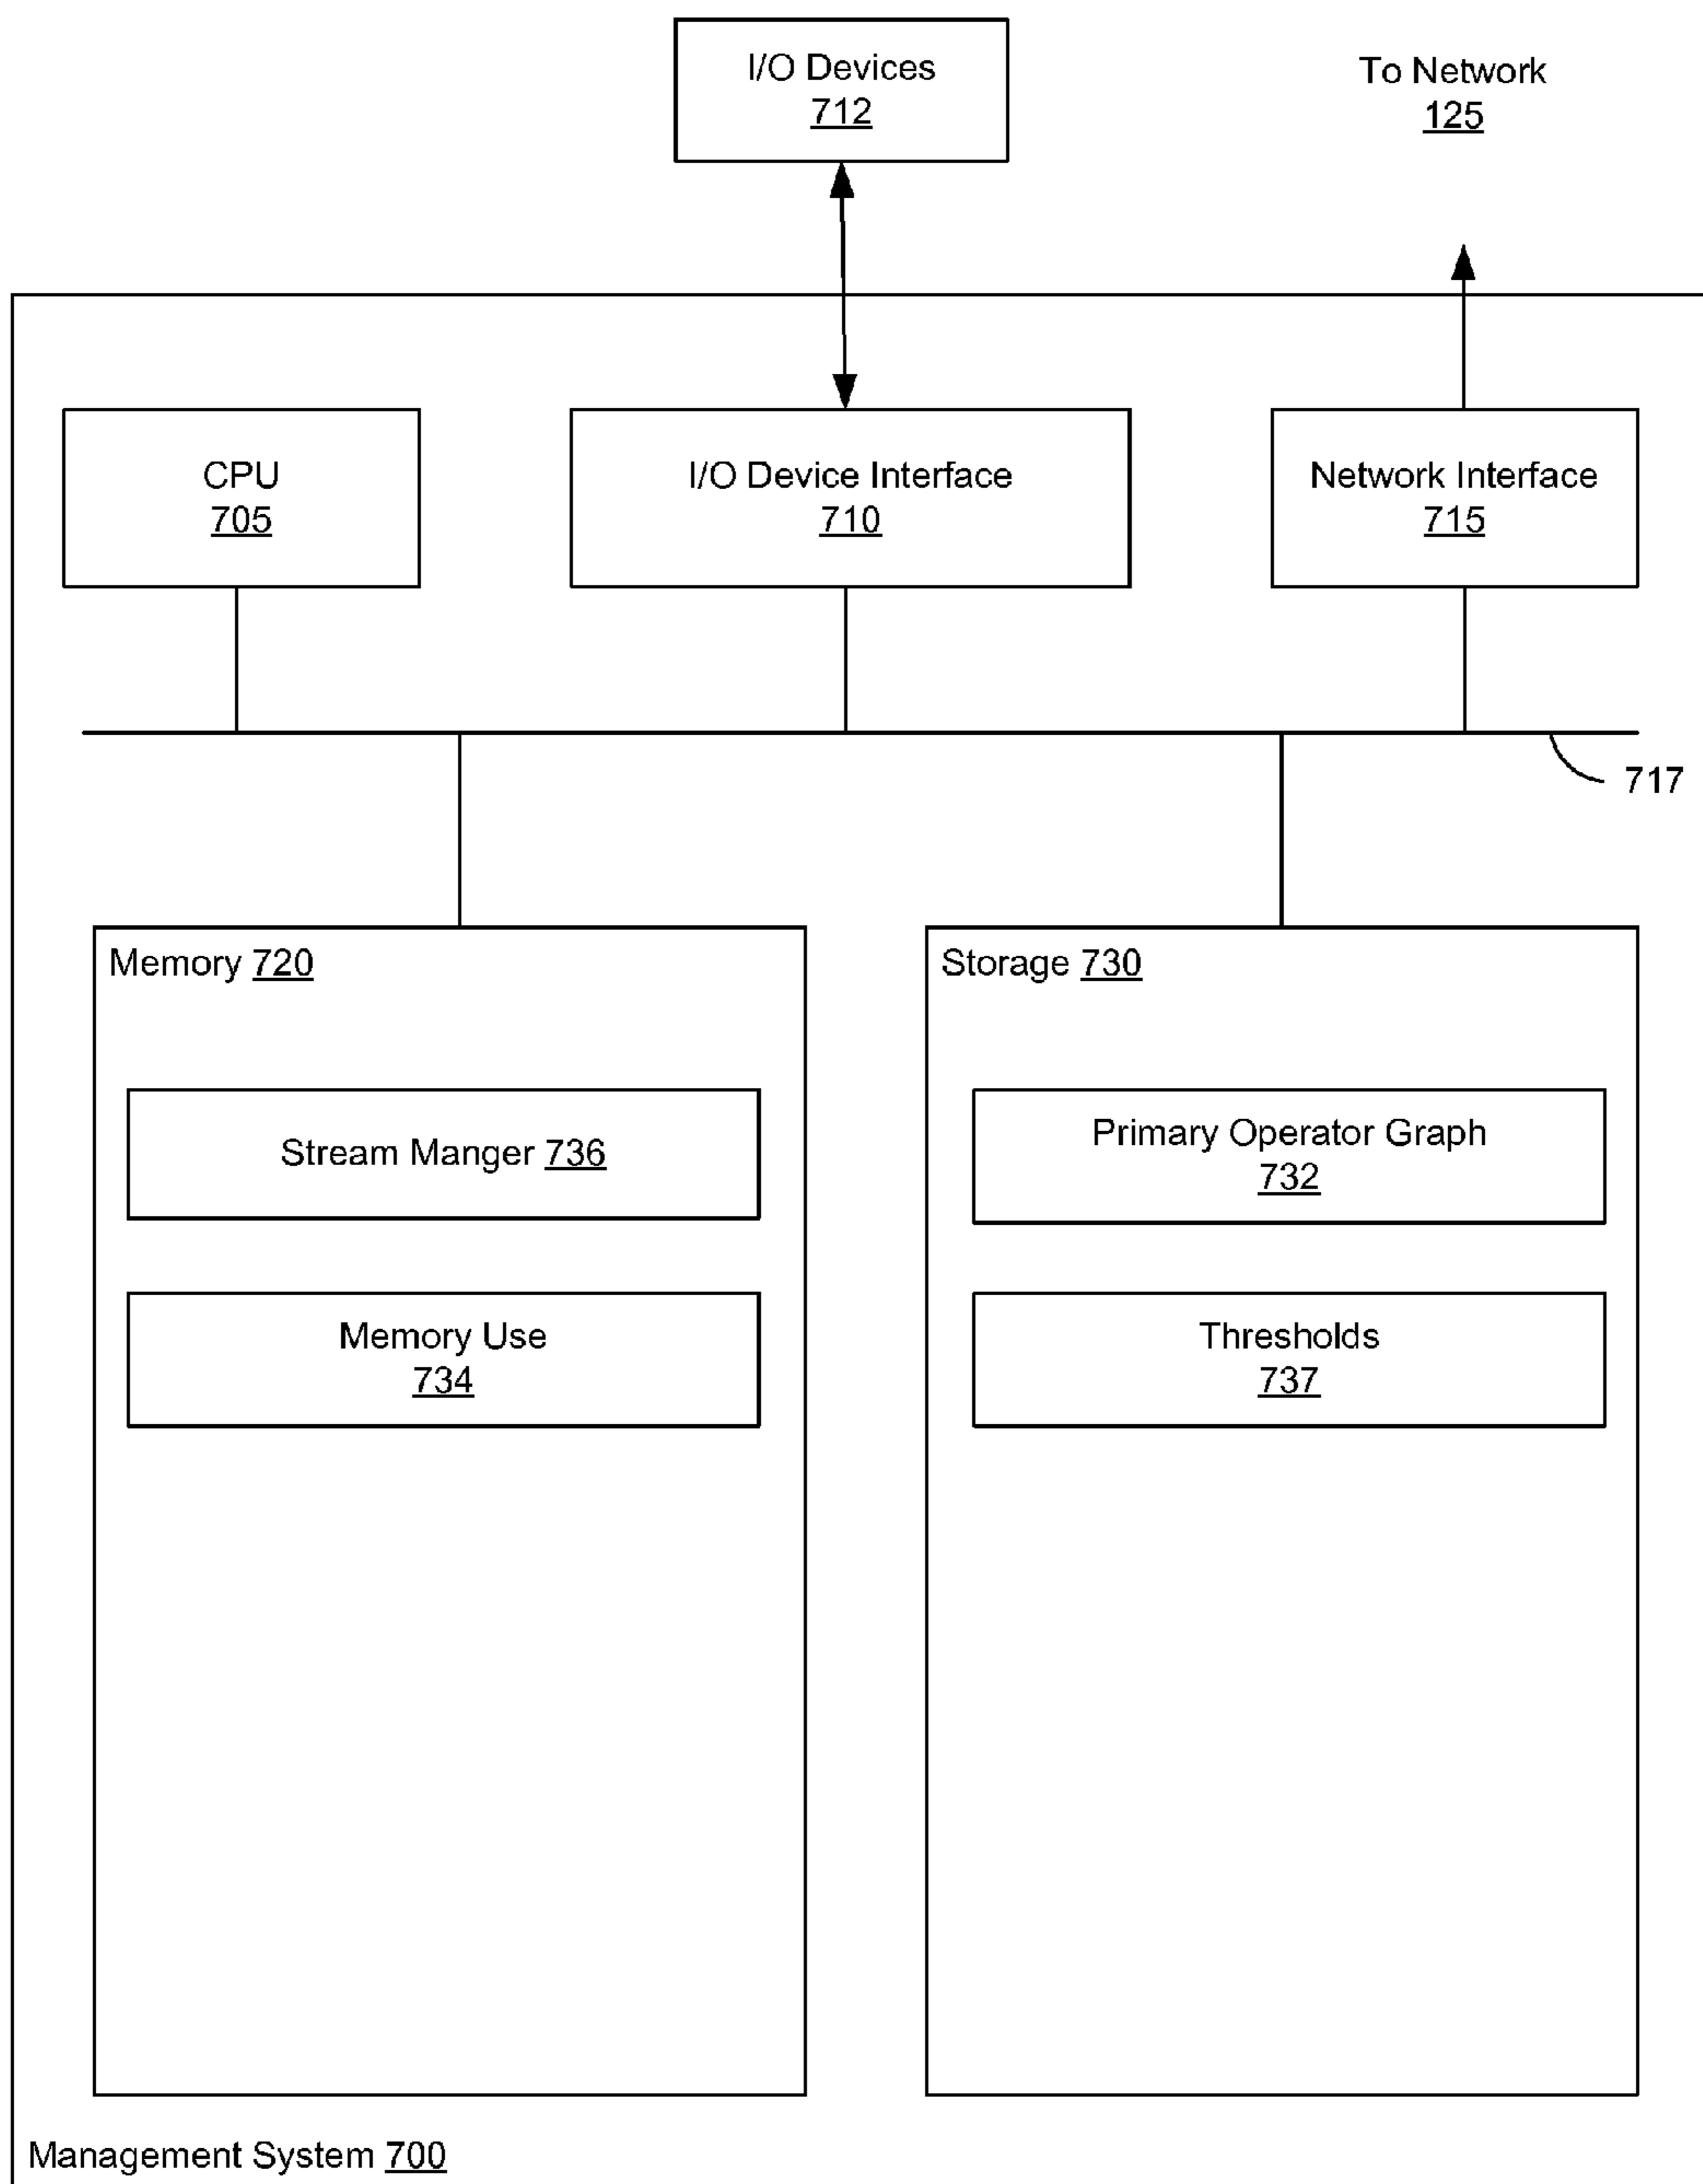 I/O Devices
712
To Network
125
CPU
705
I/O Device Interface
710
Network Interface
715
717
Memory 720
Storage 730
Stream Manger 736
Primary Operator Graph
732
Memory Use
734
Thresholds
737
Management System 700